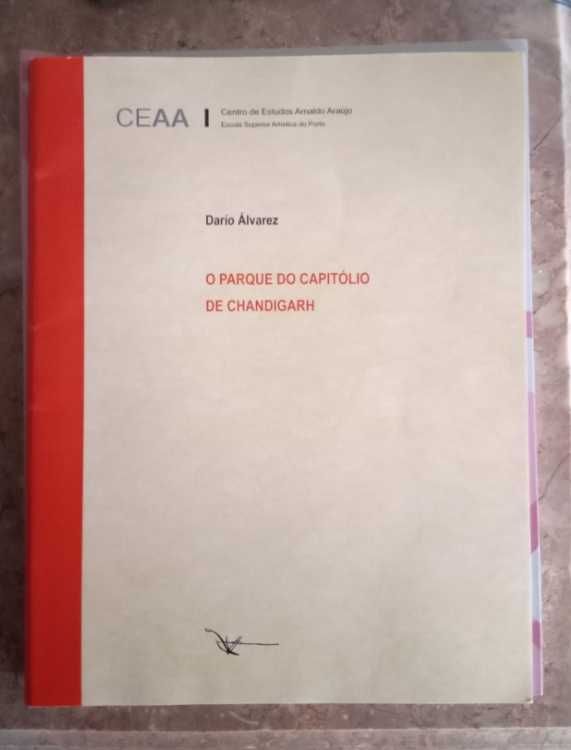 CEAA | Centro de Estudos Arnaldo Araújo
Escola Superior Artística do Porto
Darío Álvarez
O PARQUE DO CAPITÓLIO
DE CHANDIGARH